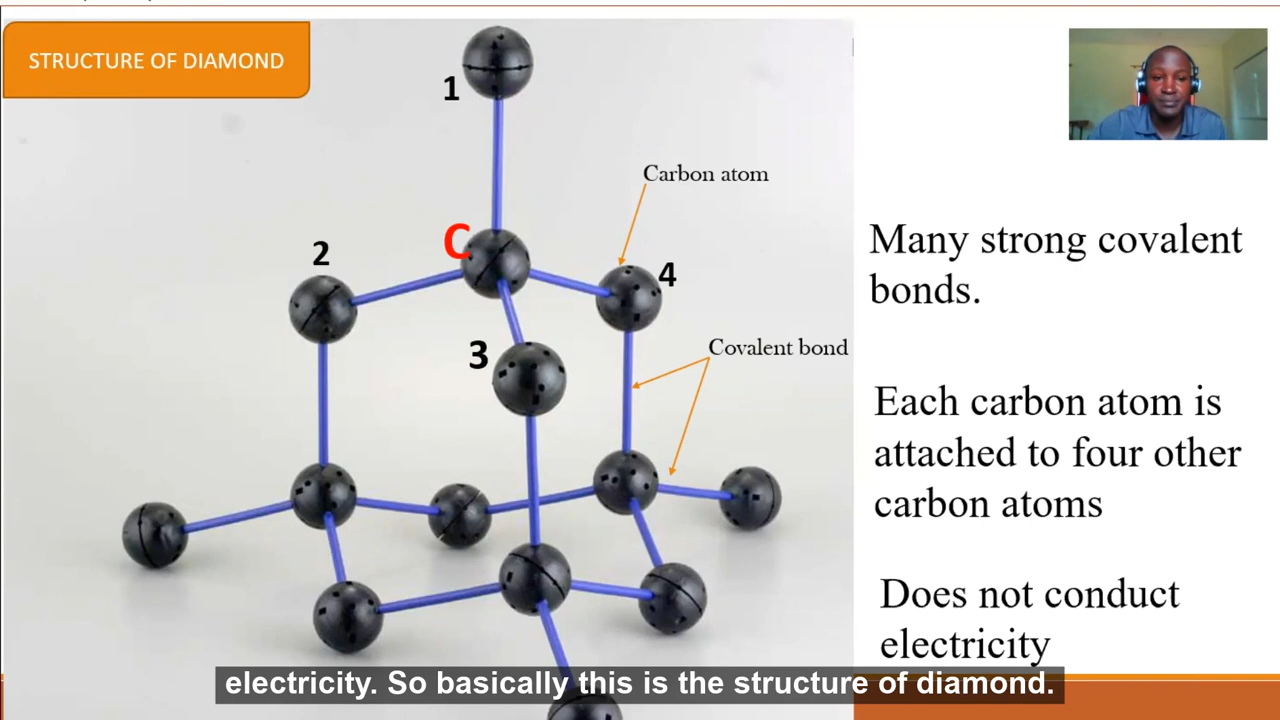 STRUCTURE OF DIAMOND
1
Carbon atom
C
2
4
3
Covalent bond
Many strong covalent
bonds.
Each carbon atom is
attached to four other
carbon atoms
Does not conduct
electricity
electricity. So basically this is the structure of diamond.